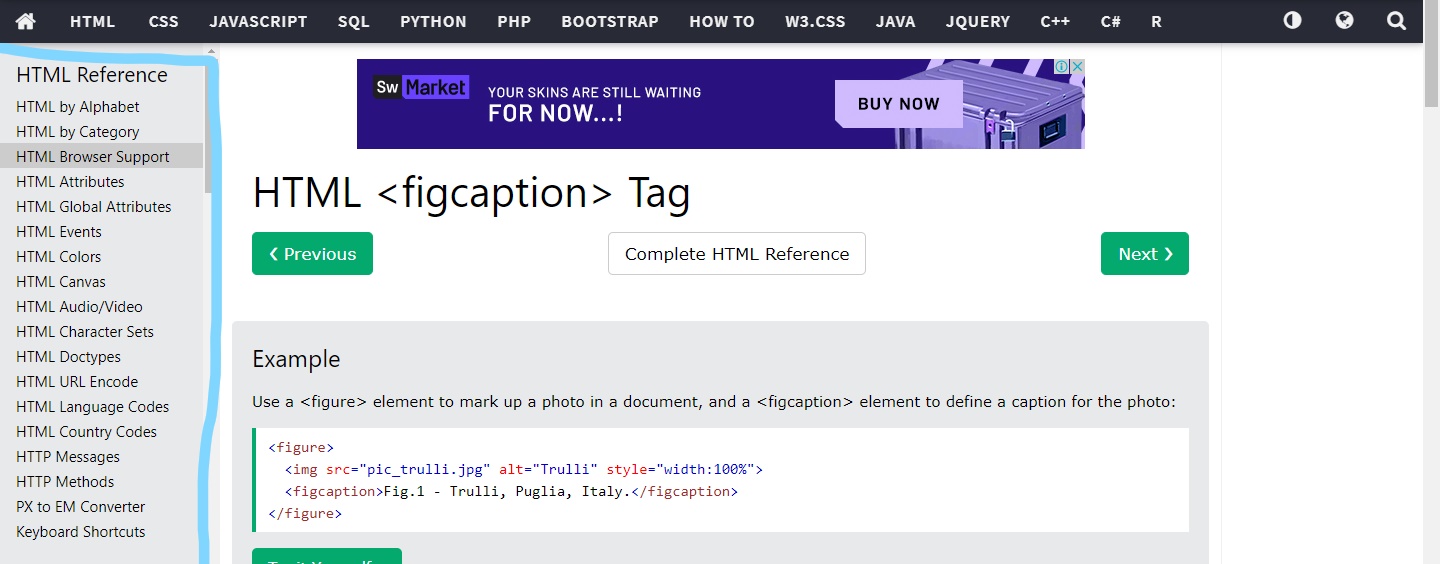 HTML CSS JAVASCRIPT SQL PYTHON PHP BOOTSTRAP HOW TO W3.CSS JAVA JQUERY C++ C# R
HTML Reference
HTML by Alphabet
HTML by Category
HTML Browser Support
HTML Attributes
HTML Global Attributes
HTML Events
HTML Colors
HTML Canvas
HTML Audio/Video
HTML Character Sets
HTML Doctypes
HTML URL Encode
HTML Language Codes
HTML Country Codes
HTTP Messages
HTTP Methods
PX to EM Converter
Keyboard Shortcuts
Sw Market
YOUR SKINS ARE STILL WAITING
FOR NOW...!
BUY NOW
HTML <figcaption> Tag
❮ Previous
Complete HTML Reference
Next ❯
Example
Use a <figure> element to mark up a photo in a document, and a <figcaption> element to define a caption for the photo:
<figure>
  <img src="pic_trulli.jpg" alt="Trulli" style="width:100%">
  <figcaption>Fig.1 - Trulli, Puglia, Italy.</figcaption>
</figure>